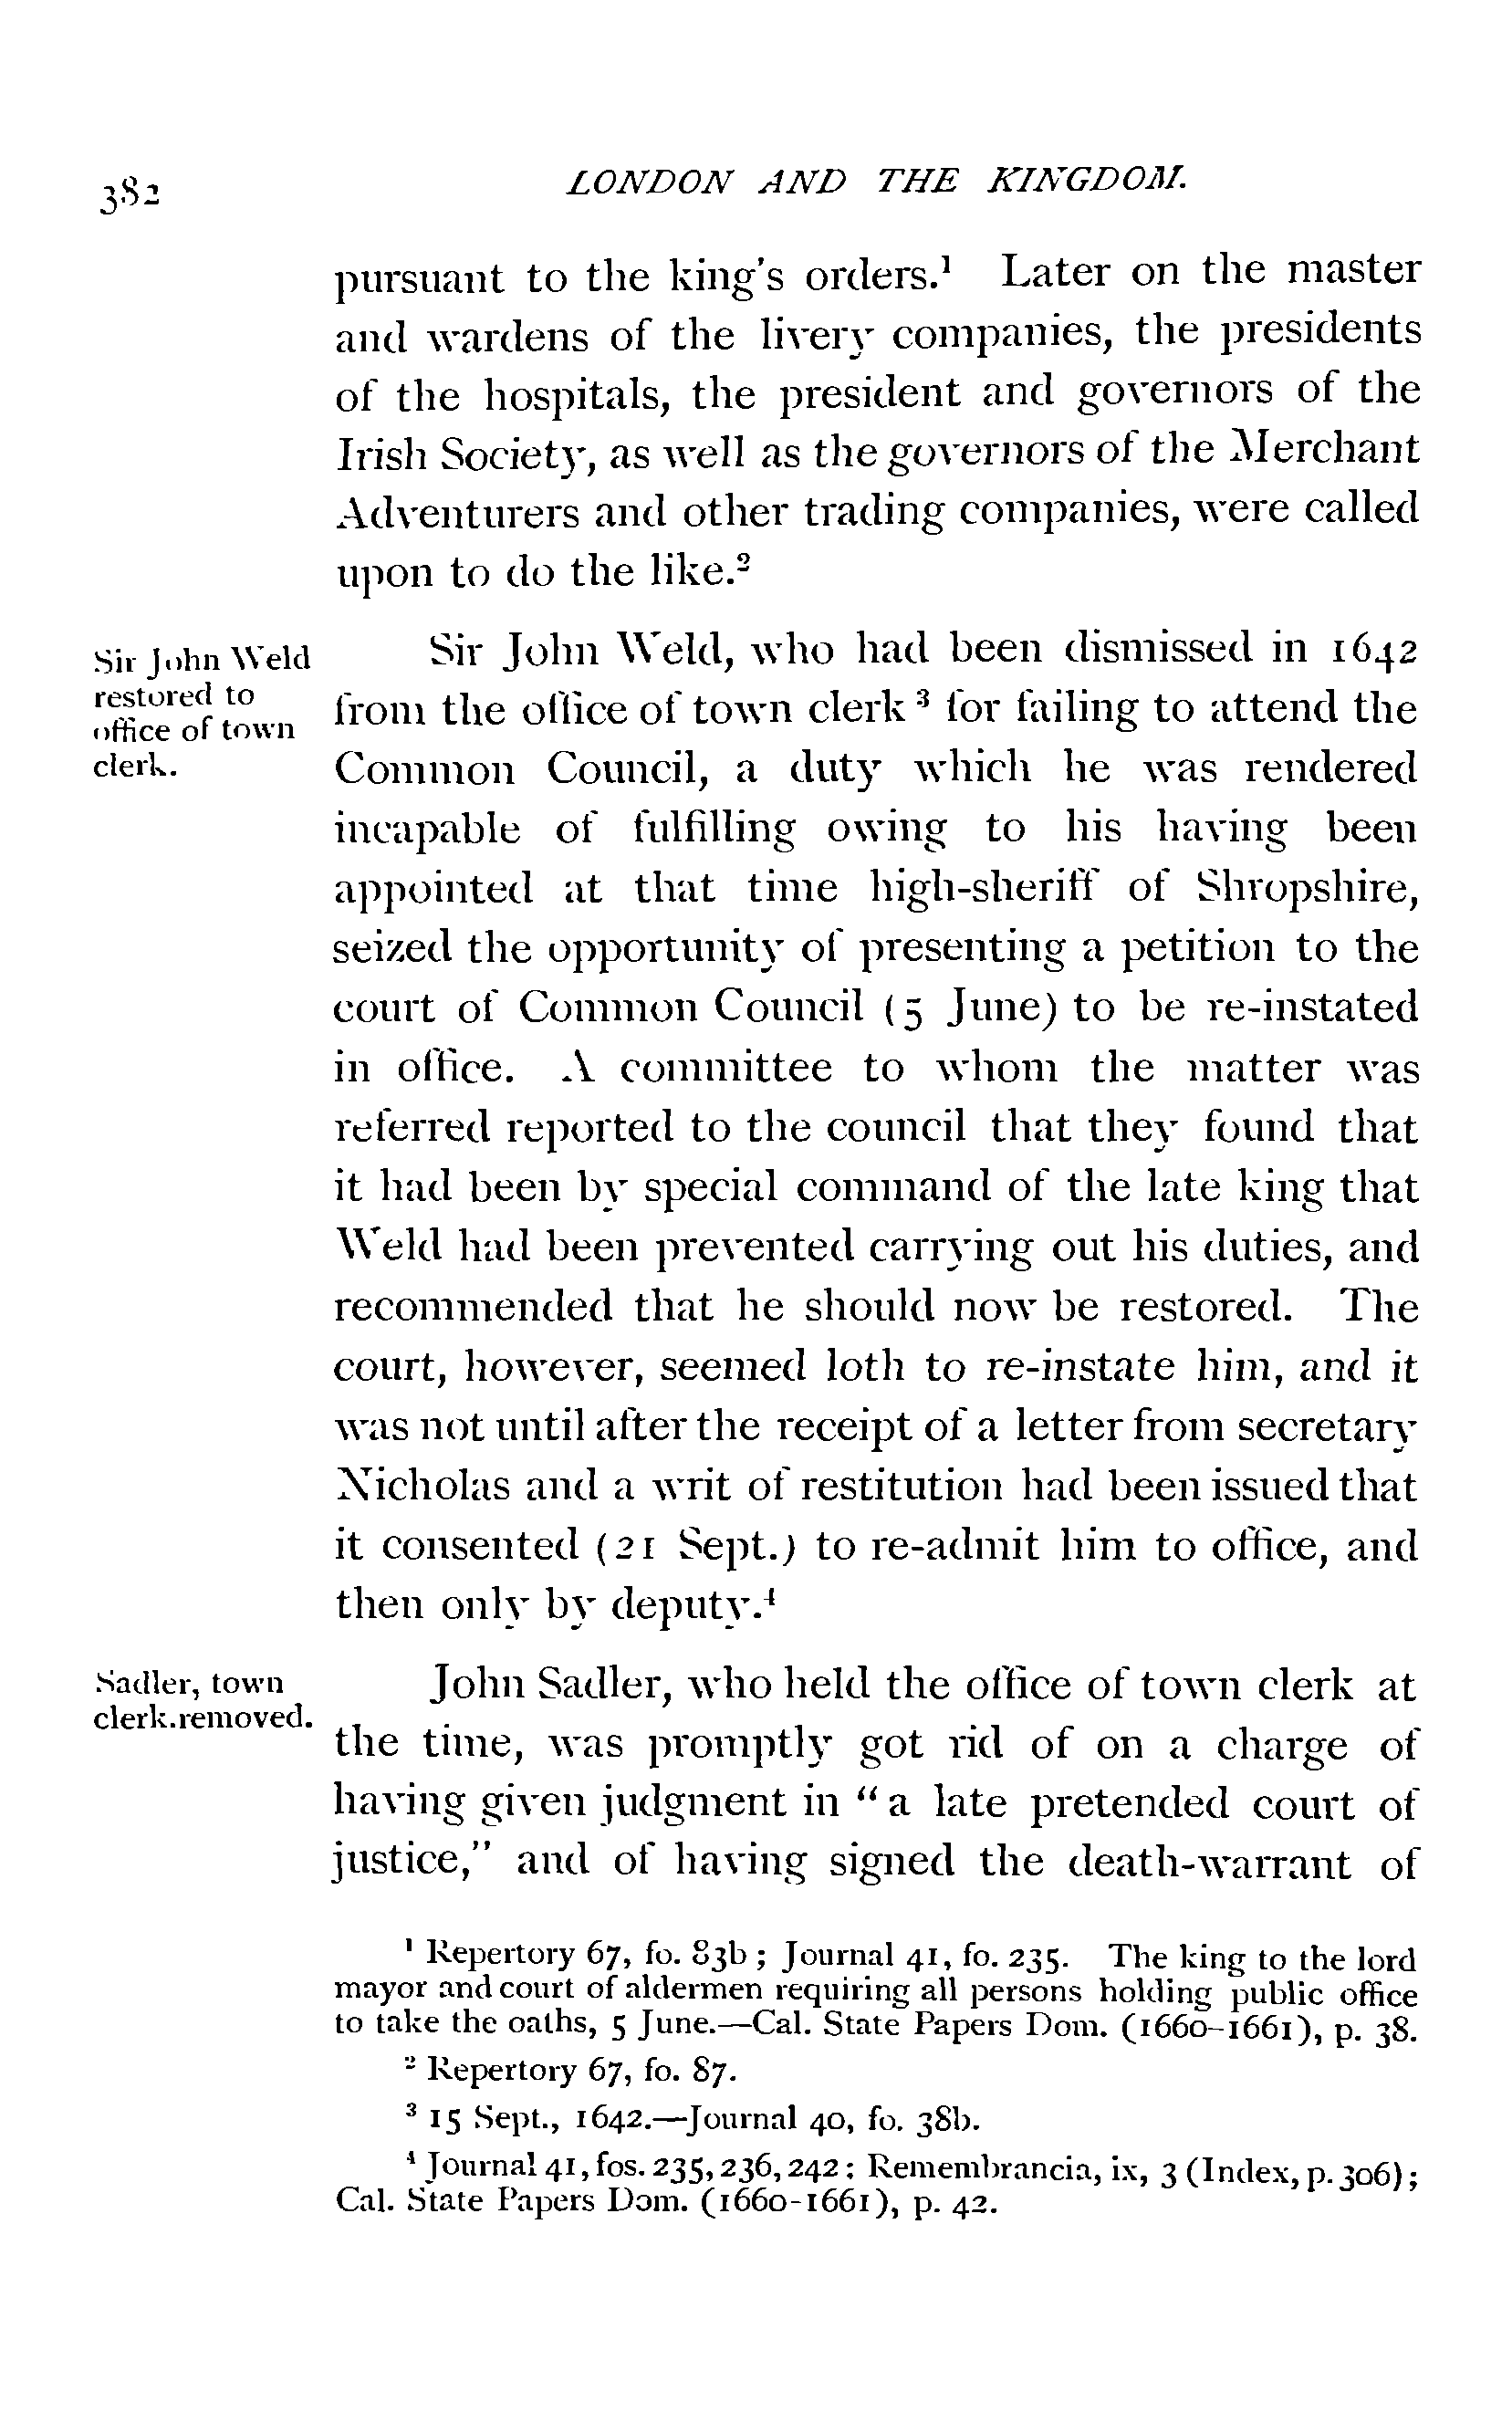 382
LONDON AND THE KINGDOM.
pursuant to the king's orders.¹ Later on the master
and wardens of the livery companies, the presidents
of the hospitals, the president and governors of the
Irish Society, as well as the governors of the Merchant
Adventurers and other trading companies, were called
upon to do the like.²
Sir John Weld
restored to
office of town
clerk.
Sir John Weld, who had been dismissed in 1642
from the office of town clerk ³ for failing to attend the
Common Council, a duty which he was rendered
incapable of fulfilling owing to his having been
appointed at that time high-sheriff of Shropshire,
seized the opportunity of presenting a petition to the
court of Common Council (5 June) to be re-instated
in office. A committee to whom the matter was
referred reported to the council that they found that
it had been by special command of the late king that
Weld had been prevented carrying out his duties, and
recommended that he should now be restored. The
court, however, seemed loth to re-instate him, and it
was not until after the receipt of a letter from secretary
Nicholas and a writ of restitution had been issued that
it consented (21 Sept.) to re-admit him to office, and
then only by deputy.⁴
Sadler, town
clerk.removed.
John Sadler, who held the office of town clerk at
the time, was promptly got rid of on a charge of
having given judgment in "a late pretended court of
justice," and of having signed the death-warrant of
¹ Repertory 67, fo. 83b; Journal 41, fo. 235. The king to the lord
mayor and court of aldermen requiring all persons holding public office
to take the oaths, 5 June.—Cal. State Papers Dom. (1660-1661), p. 38.
² Repertory 67, fo. 87.
³ 15 Sept., 1642.—Journal 40, fo. 38b.
⁴ Journal 41, fos. 235, 236, 242; Remembrancia, ix, 3 (Index, p. 306);
Cal. State Papers Dom. (1660-1661), p. 42.